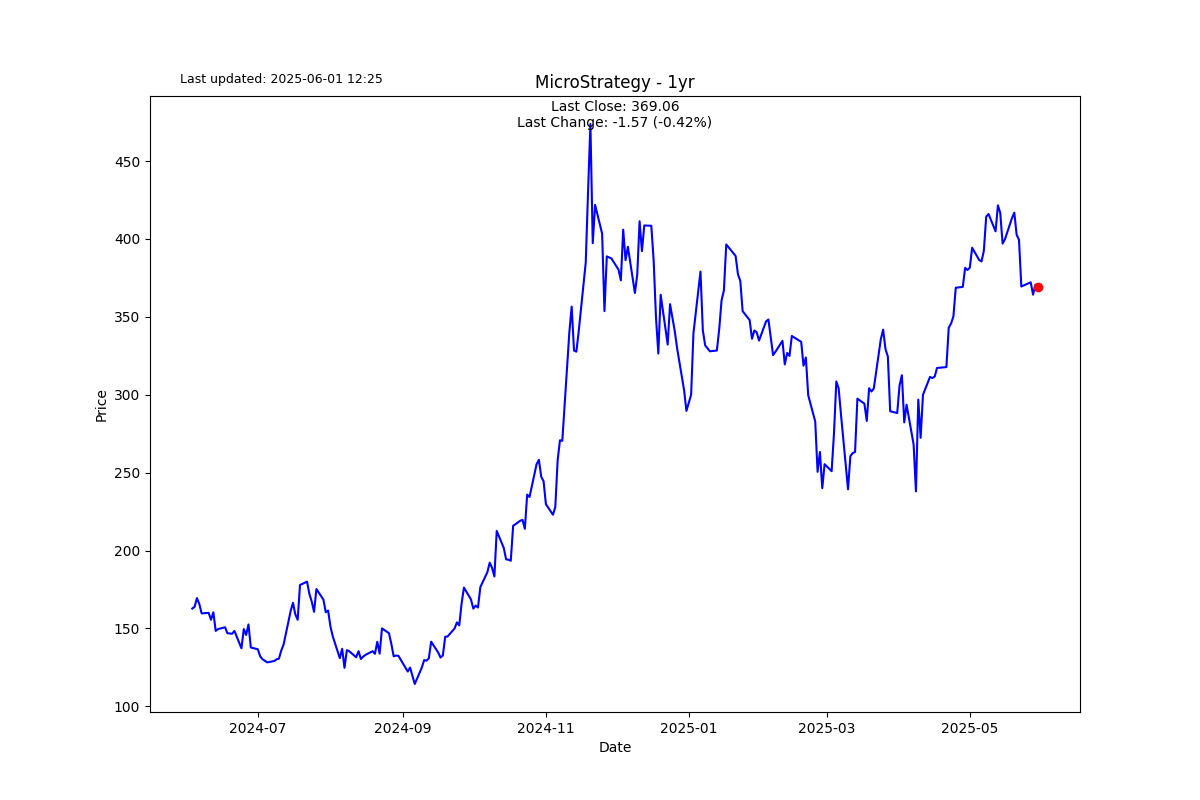 Last updated: 2025-06-01 12:25
MicroStrategy - 1yr
Last Close: 369.06
Last Change: -1.57 (-0.42%)
450
400
350
300
250
200
150
100
Price
2024-07
2024-09
2024-11
2025-01
2025-03
2025-05
Date